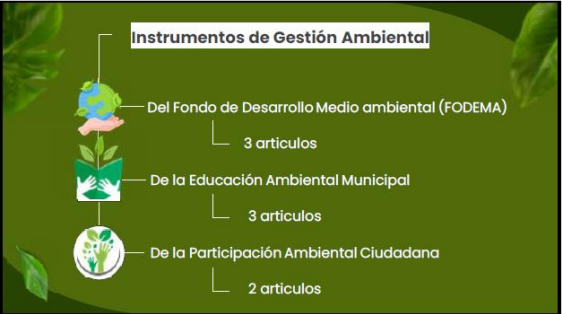 Instrumentos de Gestión Ambiental
Del Fondo de Desarrollo Medio ambiental (FODEMA)
3 articulos
De la Educación Ambiental Municipal
3 articulos
De la Participación Ambiental Ciudadana
2 articulos